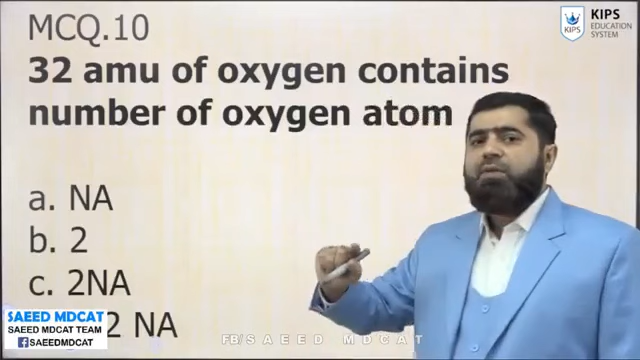 MCQ.10
KIPS
EDUCATION
SYSTEM
KIPS
32 amu of oxygen contains
number of oxygen atom
a. NA
b. 2
c. 2NA
2 NA
SAEED MDCAT
SAEED MDCAT TEAM
f/SAEEDMDCAT
FB/SAEED MDCAT